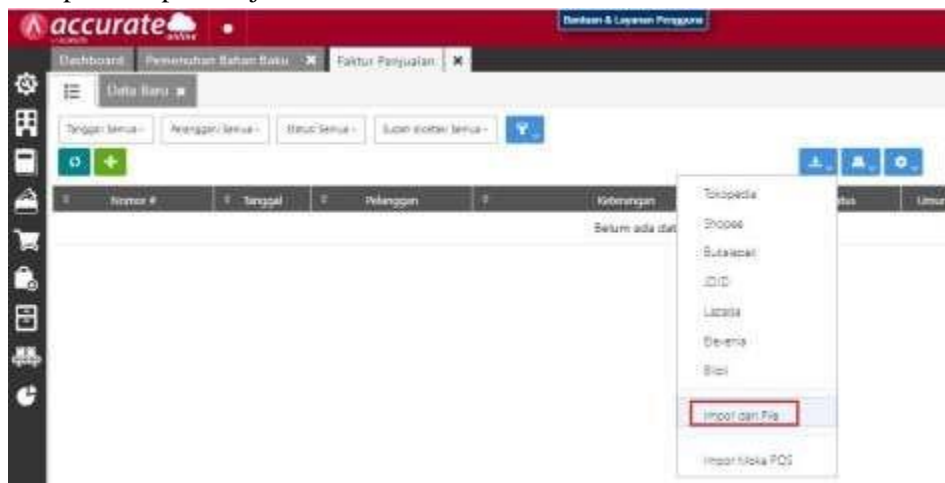 accurate
online
Bantuan & Layanan Pengguna
Dashboard Pemenuhan Bahan Baku Faktur Penjualan
Data Baru
Tanggal: Semua Pelanggan: Semua Status: Semua Sudah dicetak: Semua
Nomor # Tanggal Pelanggan Keterangan Umur
Belum ada dat
Tokopedia
Shopee
Bukalapak
JD.ID
Lazada
Elevenia
Blibli
Impor dari File
Impor Moka POS